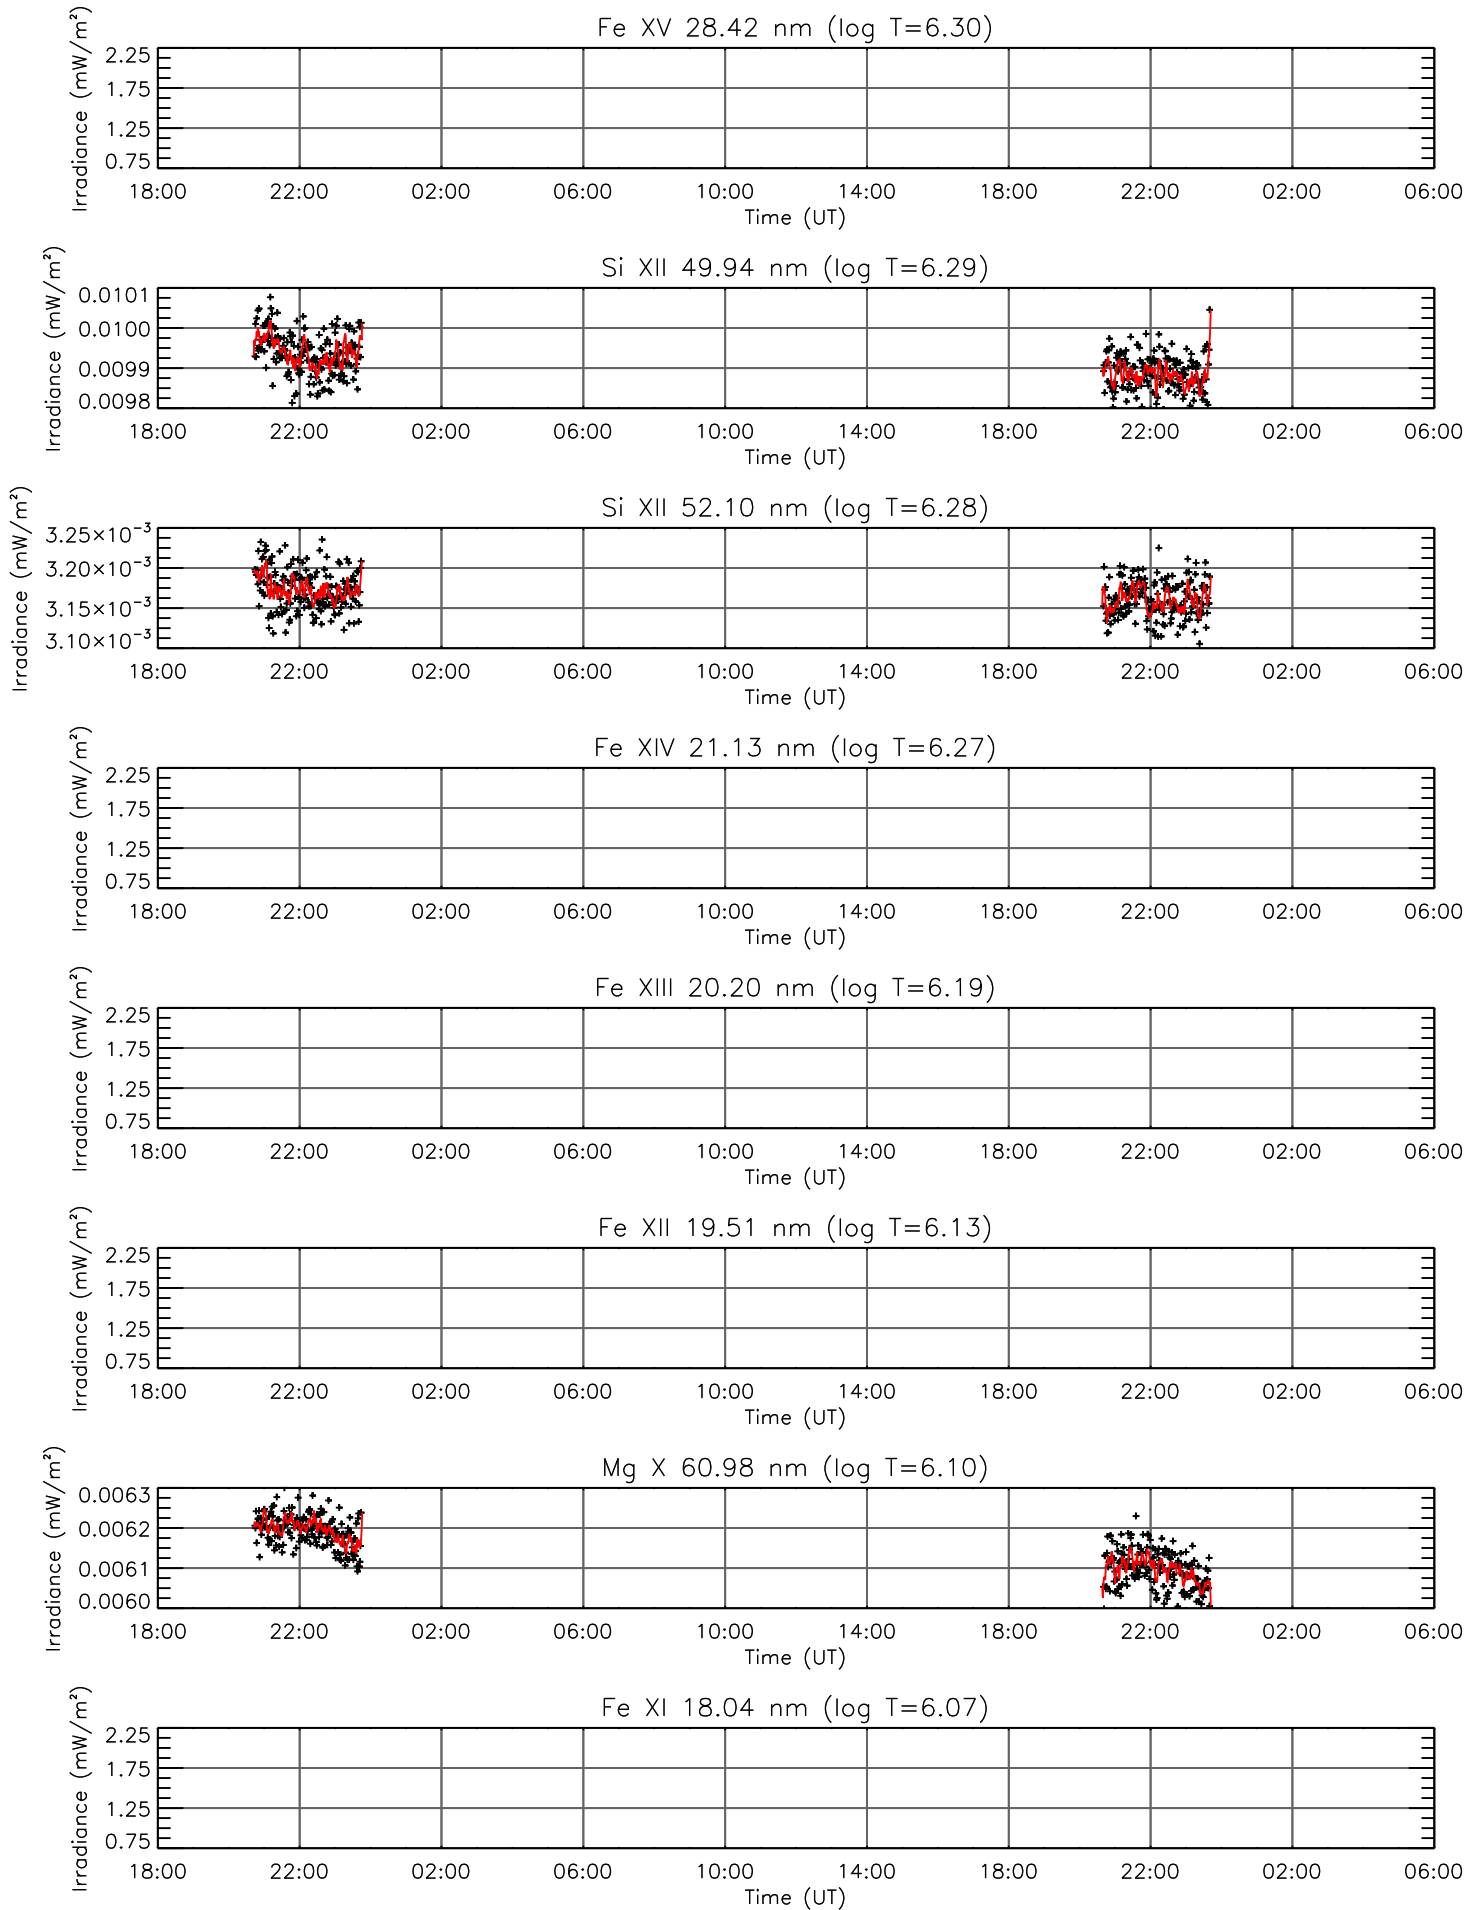 Fe XV 28.42 nm (log T=6.30)
Irradiance (mW/m²)
2.25
1.75
1.25
0.75
18:00 22:00 02:00 06:00 10:00 14:00 18:00 22:00 02:00 06:00
Time (UT)
Si XII 49.94 nm (log T=6.29)
Irradiance (mW/m²)
0.0101
0.0100
0.0099
0.0098
18:00 22:00 02:00 06:00 10:00 14:00 18:00 22:00 02:00 06:00
Time (UT)
Si XII 52.10 nm (log T=6.28)
Irradiance (mW/m²)
3.25×10⁻³
3.20×10⁻³
3.15×10⁻³
3.10×10⁻³
18:00 22:00 02:00 06:00 10:00 14:00 18:00 22:00 02:00 06:00
Time (UT)
Fe XIV 21.13 nm (log T=6.27)
Irradiance (mW/m²)
2.25
1.75
1.25
0.75
18:00 22:00 02:00 06:00 10:00 14:00 18:00 22:00 02:00 06:00
Time (UT)
Fe XIII 20.20 nm (log T=6.19)
Irradiance (mW/m²)
2.25
1.75
1.25
0.75
18:00 22:00 02:00 06:00 10:00 14:00 18:00 22:00 02:00 06:00
Time (UT)
Fe XII 19.51 nm (log T=6.13)
Irradiance (mW/m²)
2.25
1.75
1.25
0.75
18:00 22:00 02:00 06:00 10:00 14:00 18:00 22:00 02:00 06:00
Time (UT)
Mg X 60.98 nm (log T=6.10)
Irradiance (mW/m²)
0.0063
0.0062
0.0061
0.0060
18:00 22:00 02:00 06:00 10:00 14:00 18:00 22:00 02:00 06:00
Time (UT)
Fe XI 18.04 nm (log T=6.07)
Irradiance (mW/m²)
2.25
1.75
1.25
0.75
18:00 22:00 02:00 06:00 10:00 14:00 18:00 22:00 02:00 06:00
Time (UT)